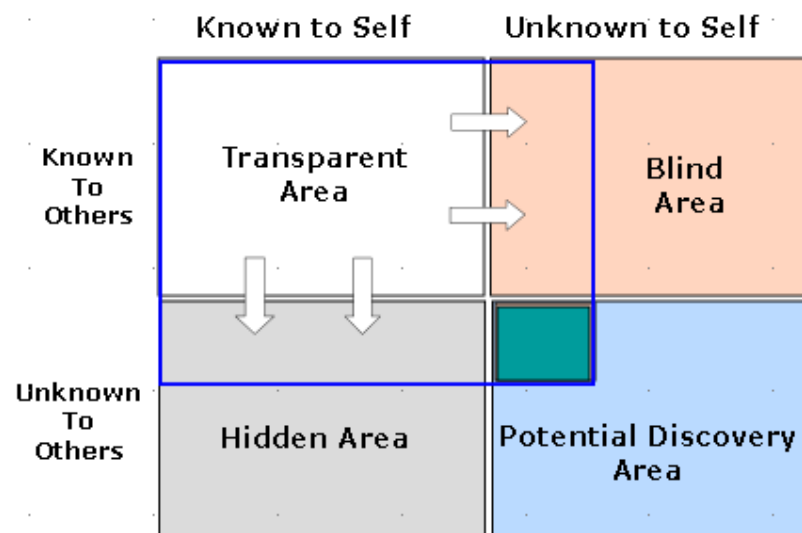 Known to Self
Unknown to Self
Known
To
Others
Transparent
Area
Blind
Area
Unknown
To
Others
Hidden Area
Potential Discovery
Area